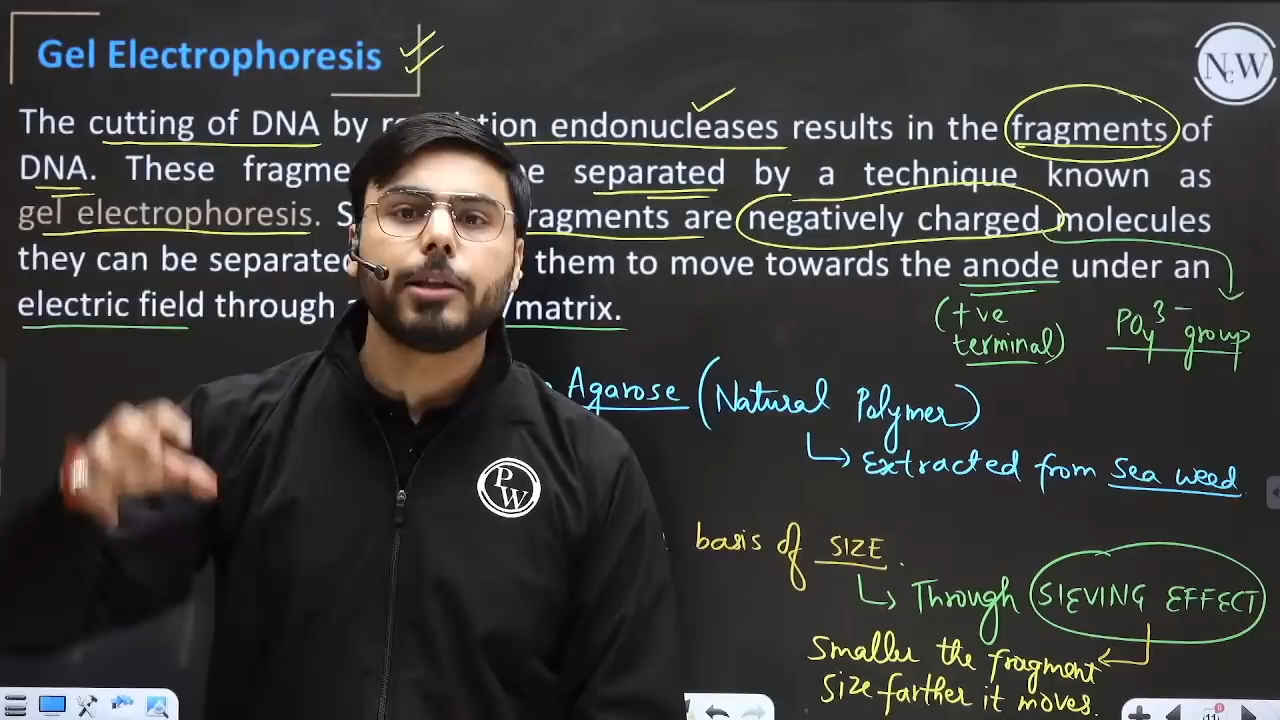 Gel Electrophoresis
NCW
The cutting of DNA by restriction endonucleases results in the fragments of
DNA. These separated by a technique known as
gel electrophoresis. are negatively charged molecules
they can be them to move towards the anode under an
electric field through /matrix.
(+ve terminal)
PO4 3- group
Agarose (Natural Polymer)
↳ Extracted from Sea weed
PW
basis of SIZE.
↳ Through SIEVING EFFECT
Smaller the fragment
size farther it moves.